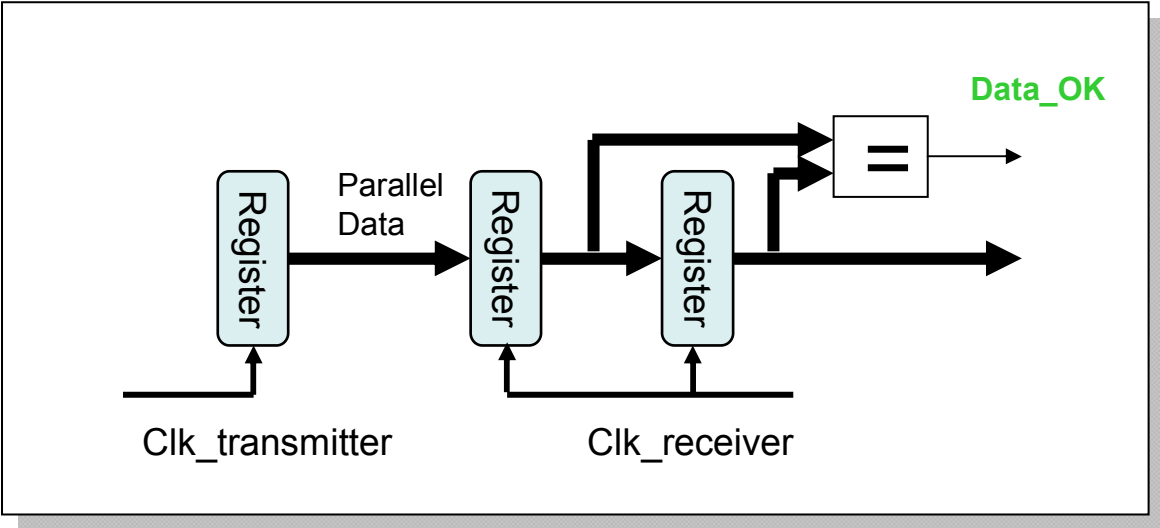 Data_OK
=
Parallel
Data
Register
Register
Register
Clk_transmitter
Clk_receiver